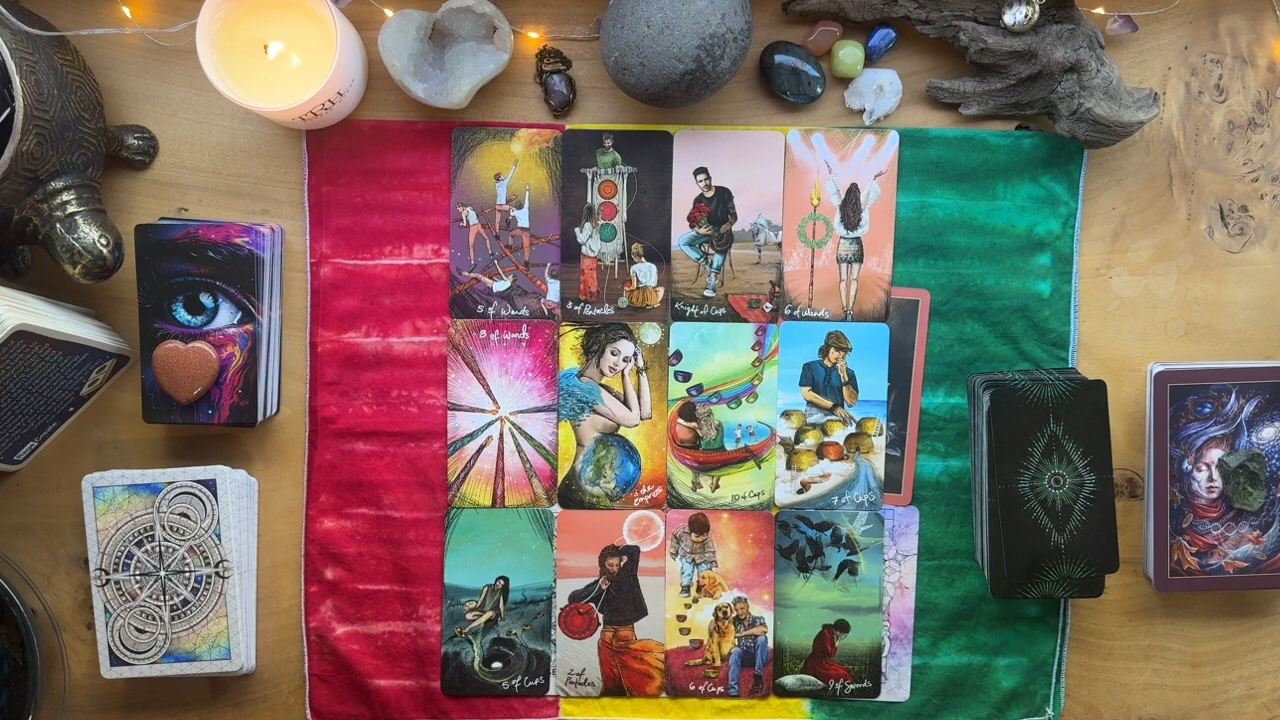 5 of Wands
3 of Pentacles
Knight of Cups
6 of Wands
8 of Wands
the
Empress
10 of Cups
7 of Cups
5 of Cups
2 of
Pentacles
6 of Cups
9 of Swords